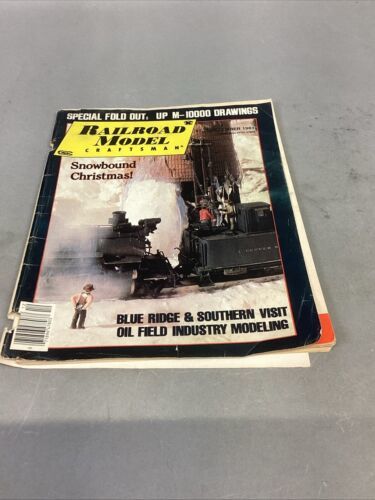 SPECIAL FOLD OUT, UP M-10000 DRAWINGS
RAILROAD
MODEL
CRAFTSMAN
Snowbound
Christmas!
BLUE RIDGE & SOUTHERN VISIT
OIL FIELD INDUSTRY MODELING